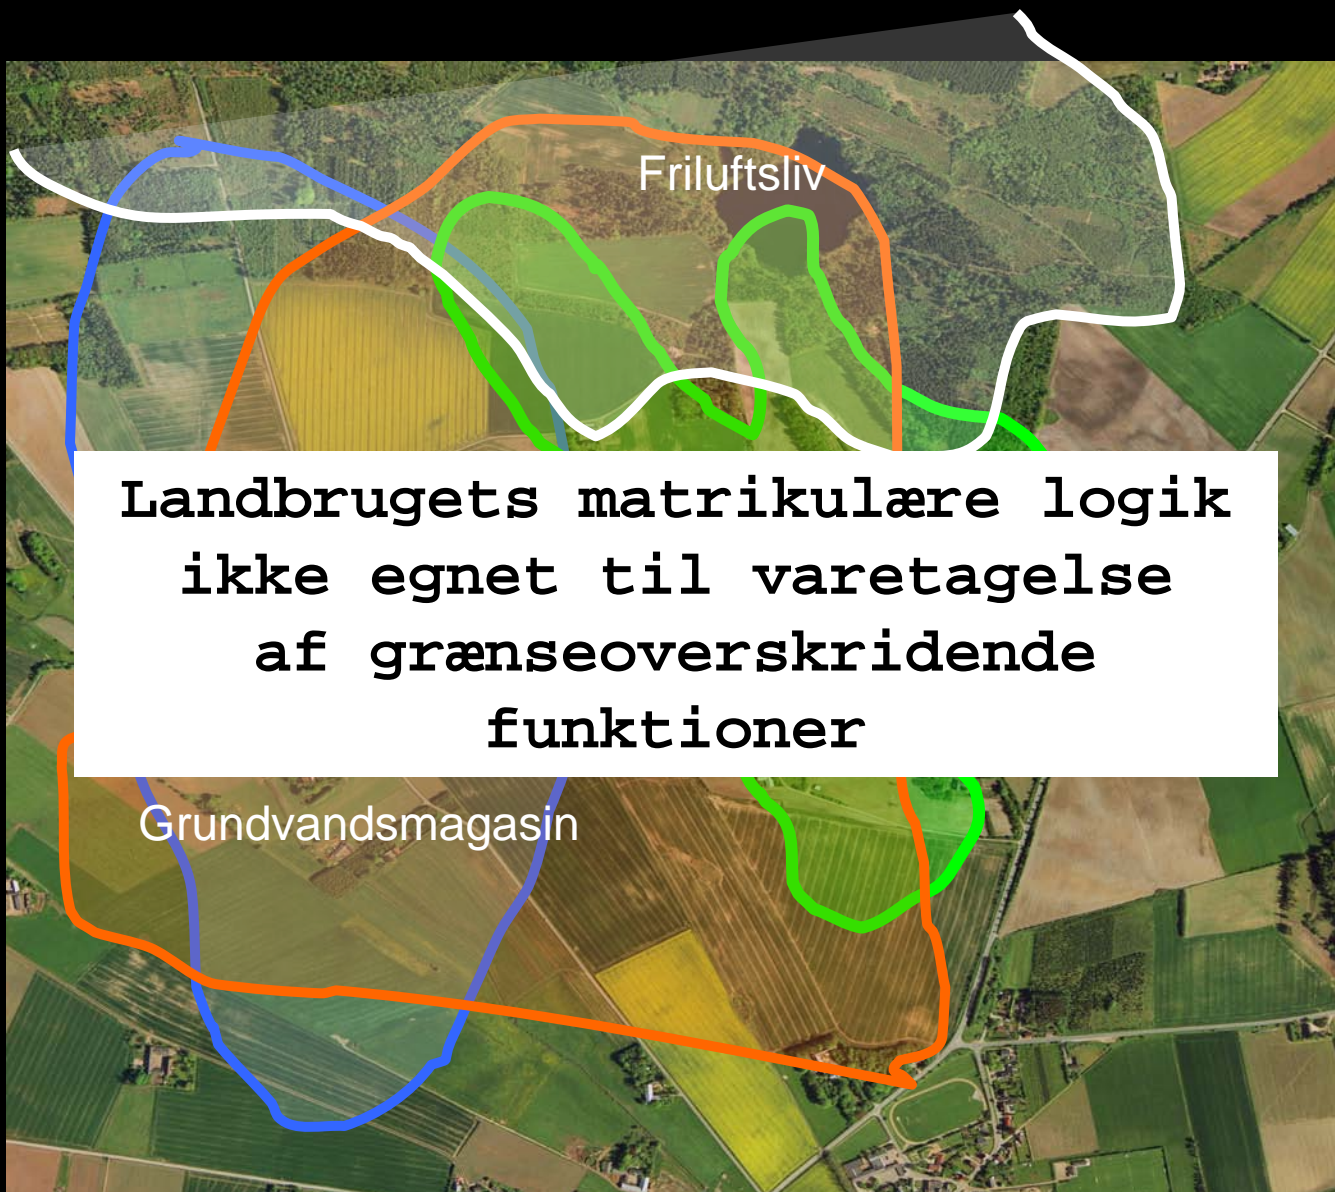 Friluftsliv
Landbrugets matrikulære logik
ikke egnet til varetagelse
af grænseoverskridende
funktioner
Grundvandsmagasin